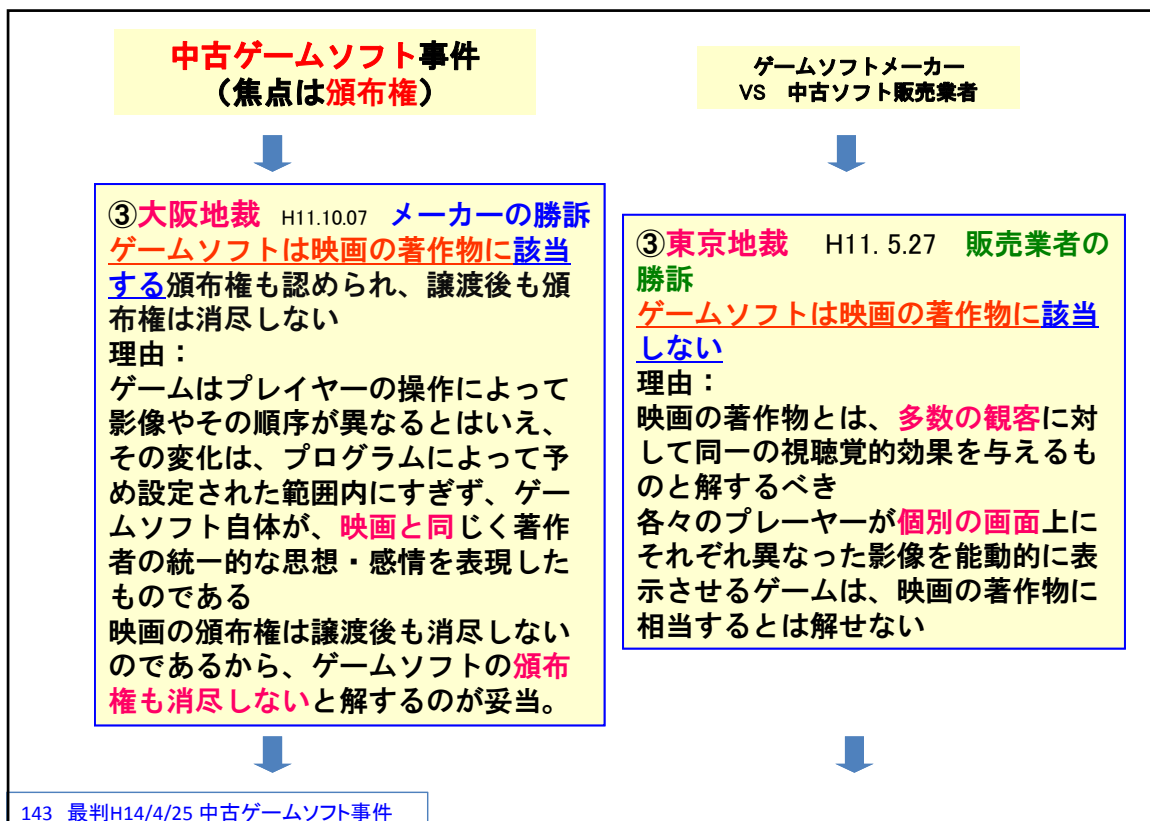 中古ゲームソフト事件
（焦点は頒布権）
ゲームソフトメーカー
VS　中古ソフト販売業者
③大阪地裁　H11.10.07　メーカーの勝訴
ゲームソフトは映画の著作物に該当
する頒布権も認められ、譲渡後も頒
布権は消尽しない
理由：
ゲームはプレイヤーの操作によって
影像やその順序が異なるとはいえ、
その変化は、プログラムによって予
め設定された範囲内にすぎず、ゲー
ムソフト自体が、映画と同じく著作
者の統一的な思想・感情を表現した
ものである
映画の頒布権は譲渡後も消尽しない
のであるから、ゲームソフトの頒布
権も消尽しないと解するのが妥当。
③東京地裁　H11. 5.27　販売業者の
勝訴
ゲームソフトは映画の著作物に該当
しない
理由：
映画の著作物とは、多数の観客に対
して同一の視聴覚的効果を与えるも
のと解するべき
各々のプレーヤーが個別の画面上に
それぞれ異なった影像を能動的に表
示させるゲームは、映画の著作物に
相当するとは解せない
143 最判H14/4/25 中古ゲームソフト事件